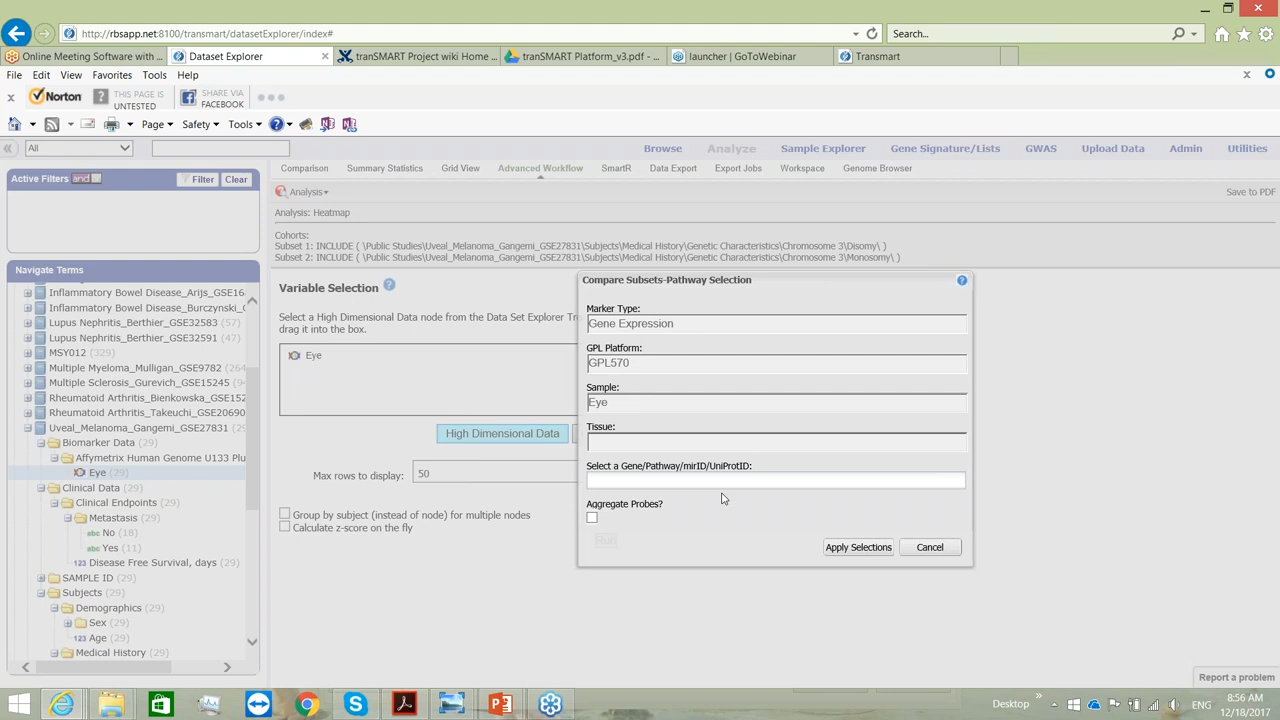 http://rbsapp.net:8100/transmart/datasetExplorer/index#
Search...
Online Meeting Software with ...
Dataset Explorer
tranSMART Project wiki Home ...
tranSMART Platform_v3.pdf - ...
launcher | GoToWebinar
Transmart
File Edit View Favorites Tools Help
x
Norton
THIS PAGE IS
UNTESTED
SHARE VIA
FACEBOOK
Page Safety Tools
All
Browse Analyze Sample Explorer Gene Signature/Lists GWAS Upload Data Admin Utilities
Active Filters and
Filter Clear
Comparison Summary Statistics Grid View Advanced Workflow SmartR Data Export Export Jobs Workspace Genome Browser
Analysis
Save to PDF
Analysis: Heatmap
Cohorts:
Subset 1: INCLUDE ( \Public Studies\Uveal_Melanoma_Gangemi_GSE27831\Subjects\Medical History\Genetic Characteristics\Chromosome 3\Disomy\ )
Subset 2: INCLUDE ( \Public Studies\Uveal_Melanoma_Gangemi_GSE27831\Subjects\Medical History\Genetic Characteristics\Chromosome 3\Monosomy\ )
Navigate Terms
Inflammatory Bowel Disease_Arijs_GSE16
Inflammatory Bowel Disease_Burczynski_G
Lupus Nephritis_Berthier_GSE32583 (57)
Lupus Nephritis_Berthier_GSE32591
MSY012 (329)
Multiple Myeloma_Mulligan_GSE9782 (264
Multiple Sclerosis_Gurevich_GSE15245 (94
Rheumatoid Arthritis_Bienkowska_GSE15
Rheumatoid Arthritis_Takeuchi_GSE20690
Uveal_Melanoma_Gangemi_GSE27831 (29)
Biomarker Data (29)
Affymetrix Human Genome U133 Plu
Eye (29)
Clinical Data (29)
Clinical Endpoints (29)
Metastasis (29)
abc No (18)
abc Yes (11)
123 Disease Free Survival, days (29)
SAMPLE ID (29)
Subjects (29)
Demographics (29)
Sex (29)
123 Age (29)
Medical History (29)
Variable Selection
Select a High Dimensional Data node from the Data Set Explorer Tre
drag it into the box.
Eye
High Dimensional Data
Max rows to display: 50
Group by subject (instead of node) for multiple nodes
Calculate z-score on the fly
Run
Compare Subsets-Pathway Selection
Marker Type:
Gene Expression
GPL Platform:
GPL570
Sample:
Eye
Tissue:
Select a Gene/Pathway/mirID/UniProtID:
Aggregate Probes?
Apply Selections Cancel
Report a problem
Desktop
ENG
8:56 AM
12/18/2017